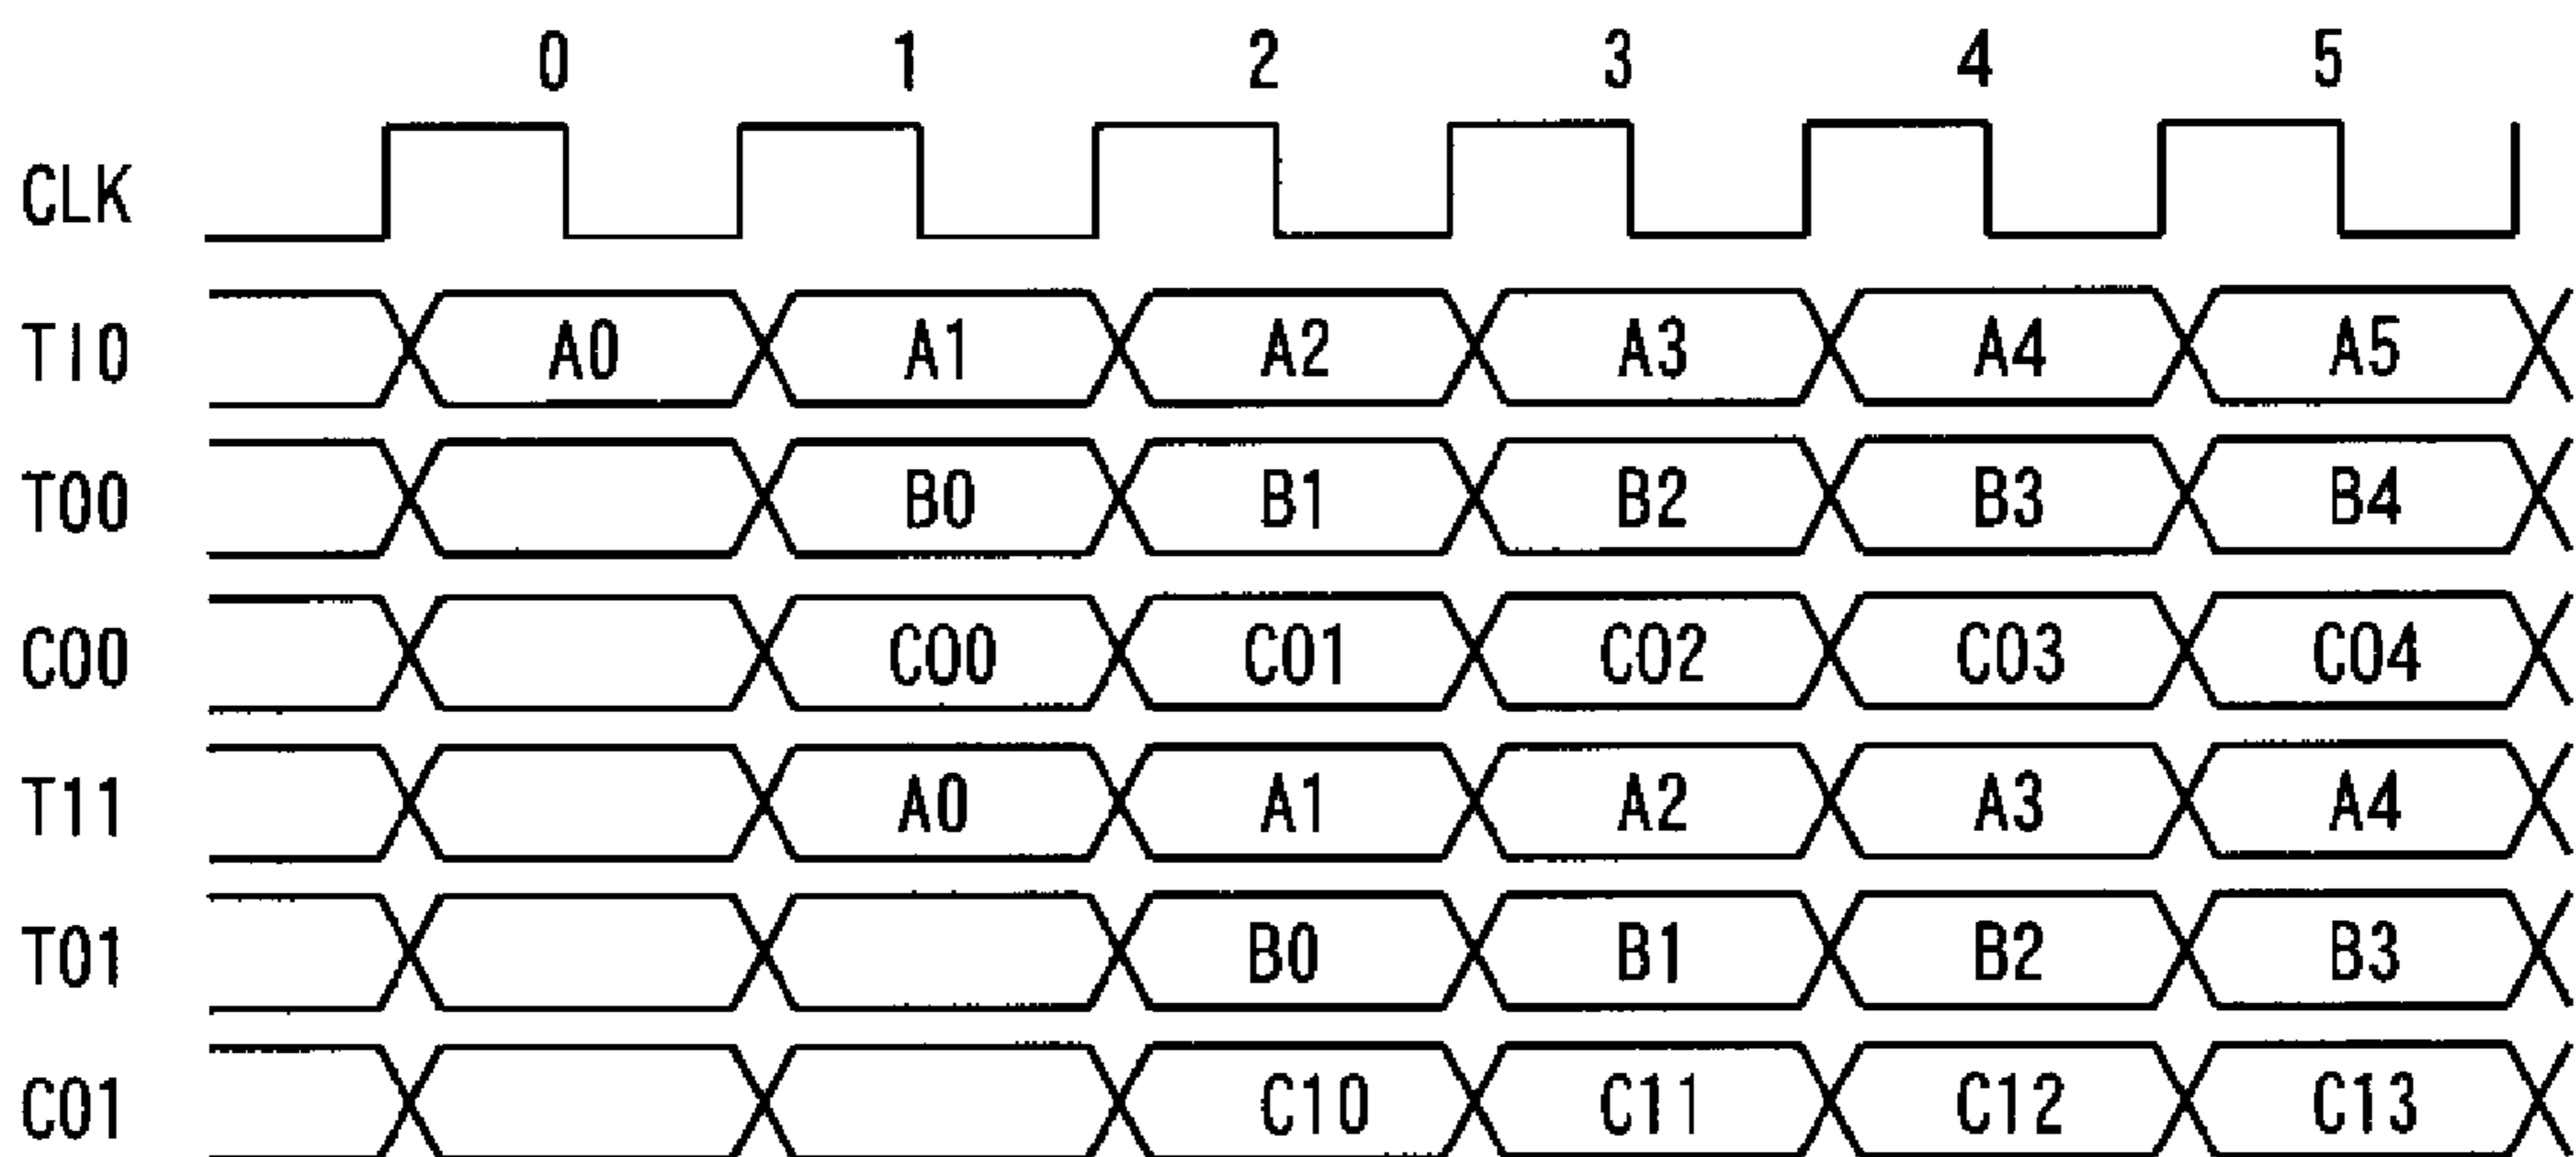 0 1 2 3 4 5
CLK
TI0 A0 A1 A2 A3 A4 A5
T00 B0 B1 B2 B3 B4
C00 C00 C01 C02 C03 C04
T11 A0 A1 A2 A3 A4
T01 B0 B1 B2 B3
C01 C10 C11 C12 C13